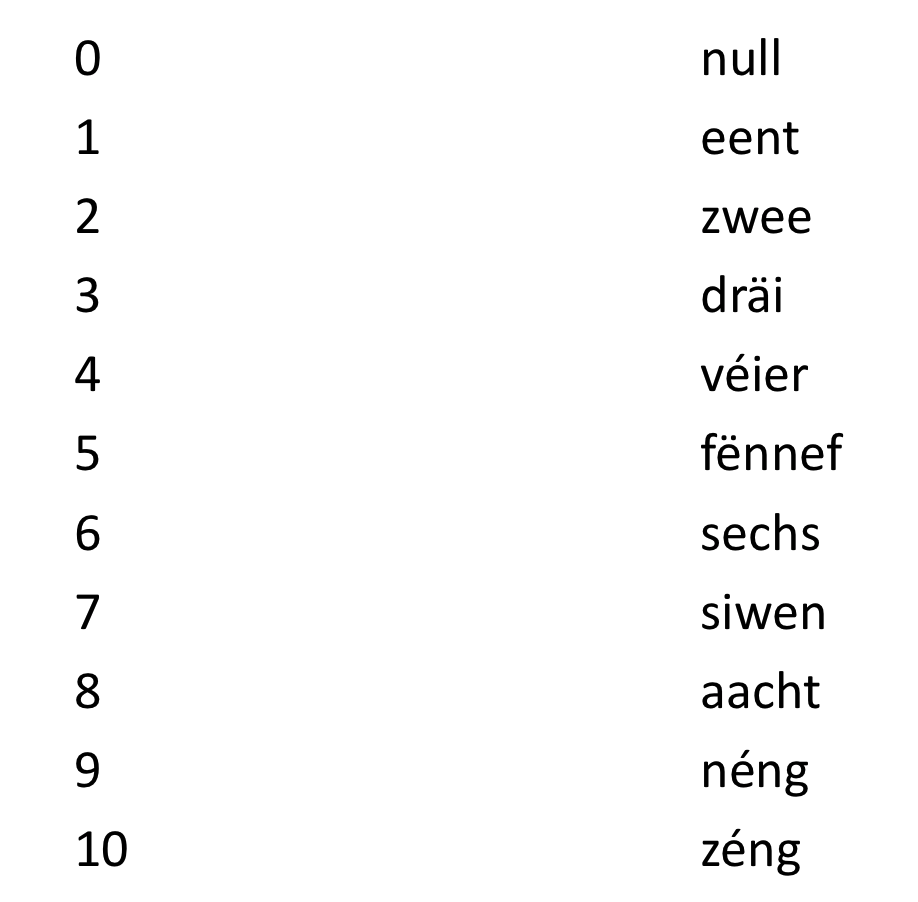 0 null
1 eent
2 zwee
3 dräi
4 véier
5 fënnef
6 sechs
7 siwen
8 aacht
9 néng
10 zéng